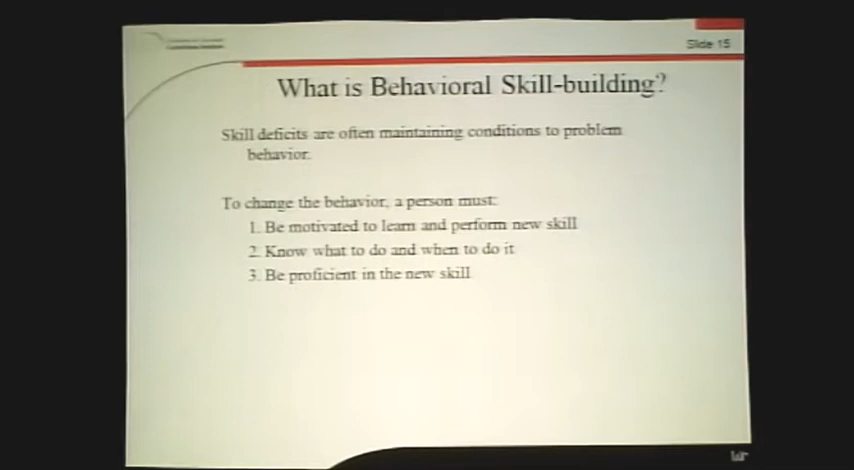 Slide 15
What is Behavioral Skill-building?
Skill deficits are often maintaining conditions to problem
behavior.
To change the behavior, a person must:
1. Be motivated to learn and perform new skill
2. Know what to do and when to do it
3. Be proficient in the new skill